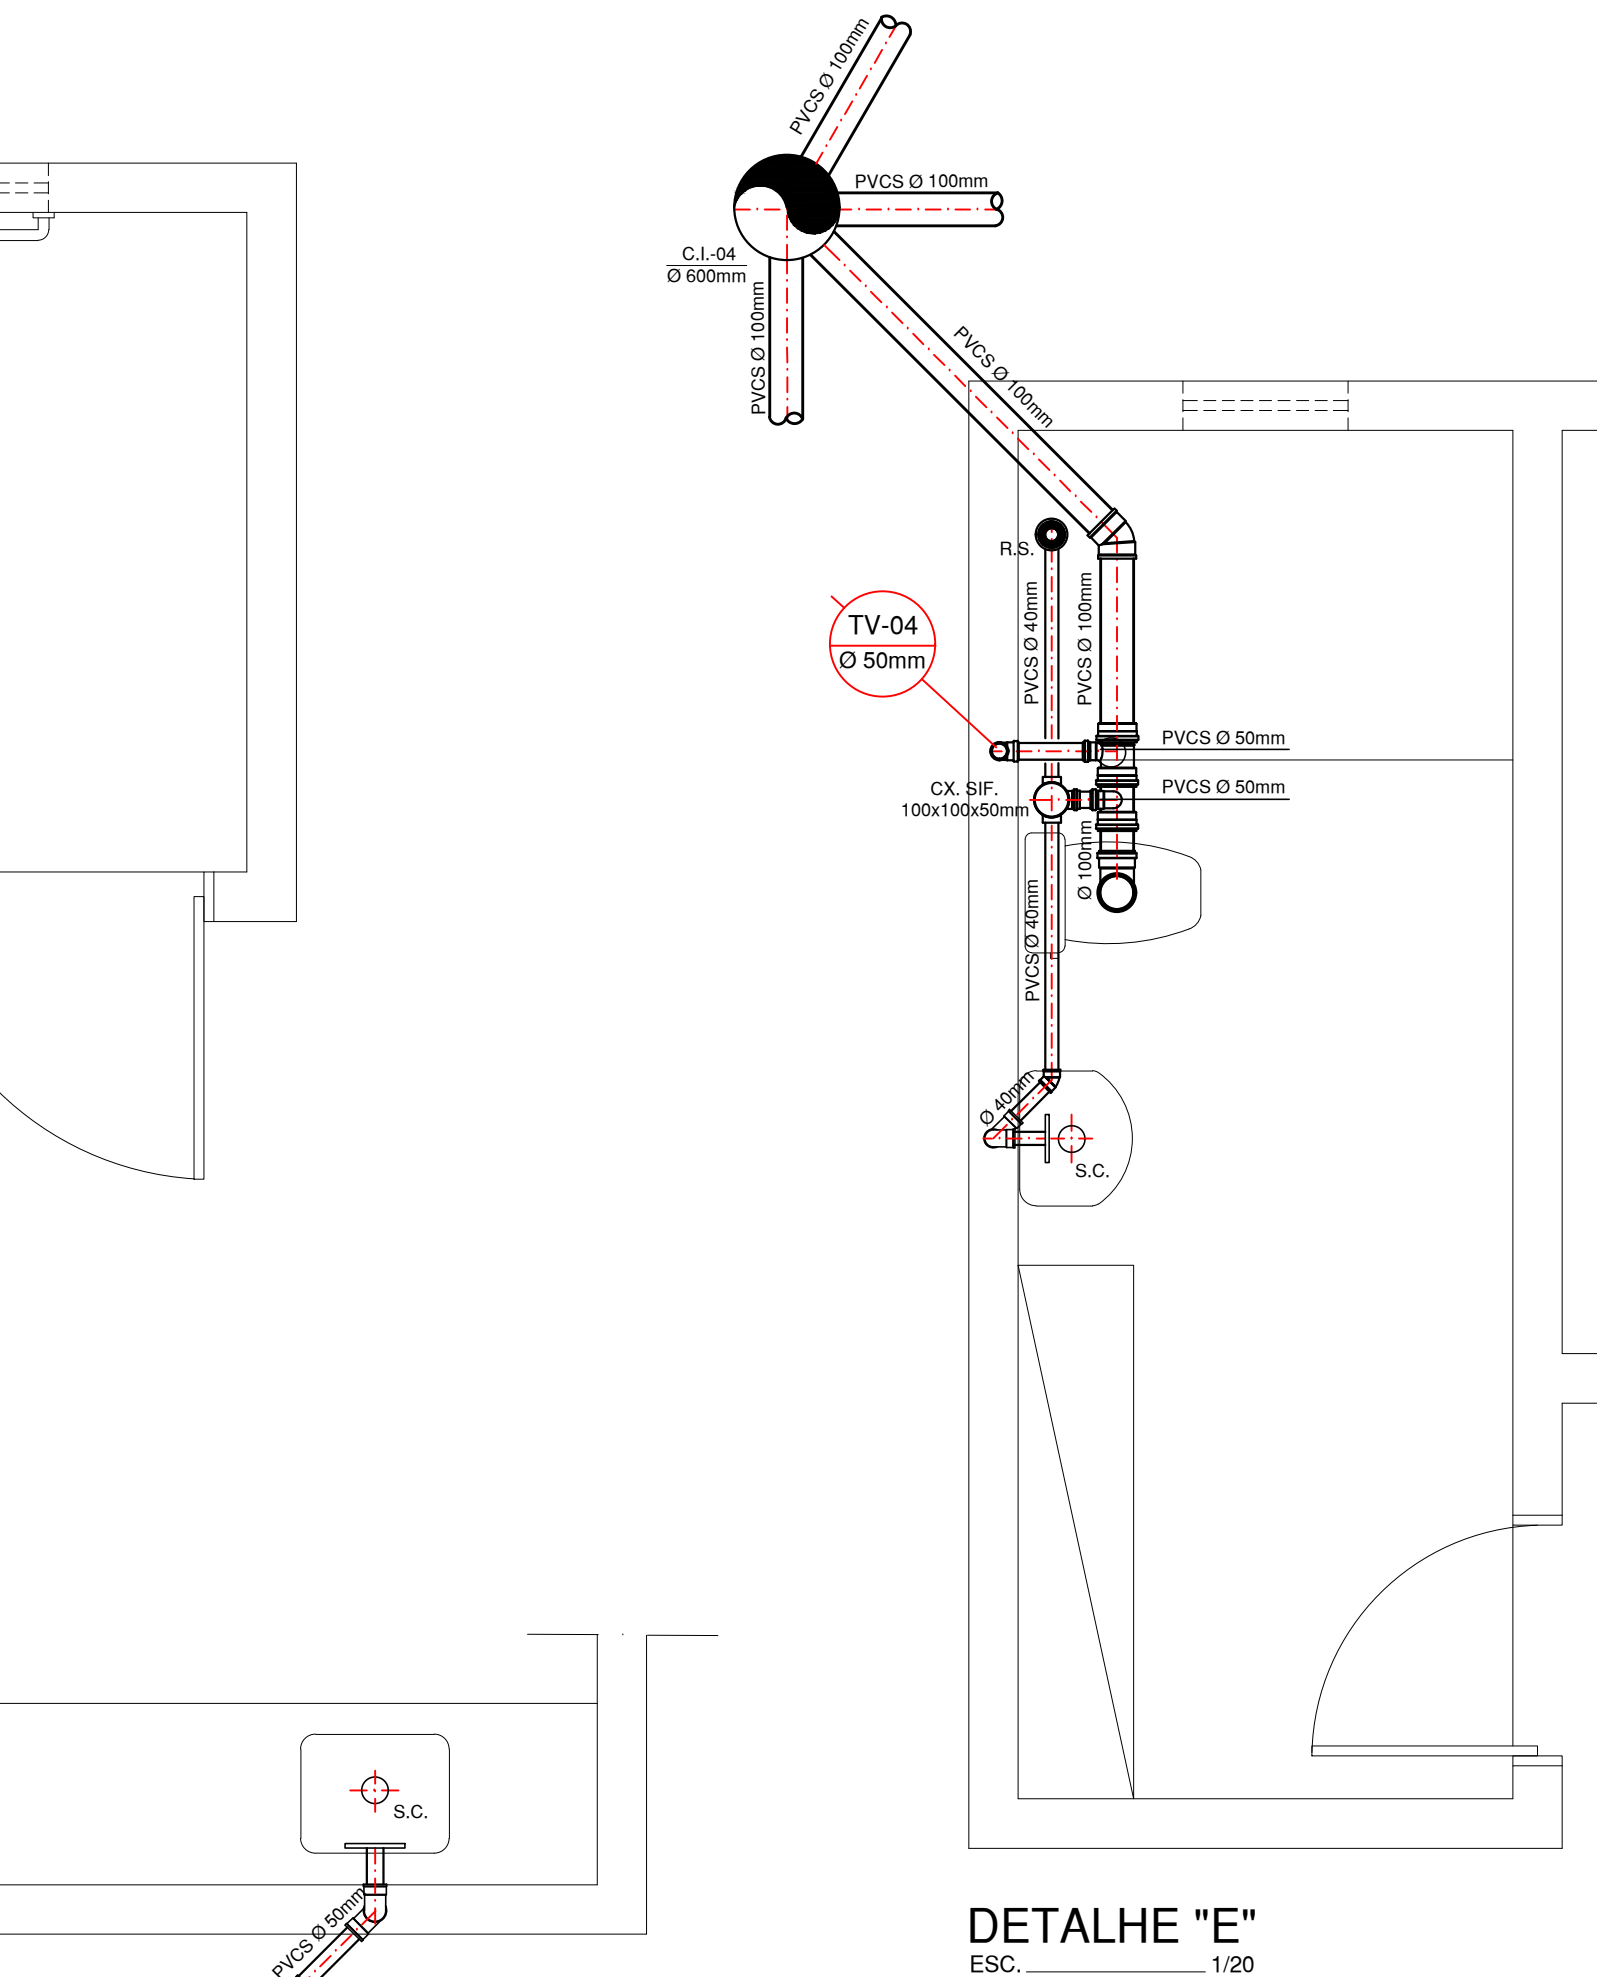 PVCS Ø 100mm
PVCS Ø 100mm
C.I.-04
Ø 600mm
PVCS Ø 100mm
PVCS Ø 100mm
R.S.
PVCS Ø 40mm
PVCS Ø 100mm
TV-04
Ø 50mm
PVCS Ø 50mm
PVCS Ø 50mm
CX. SIF.
100x100x50mm
Ø 100mm
PVCS Ø 40mm
Ø 40mm
S.C.
S.C.
PVCS Ø 50mm
DETALHE "E"
ESC. 1/20